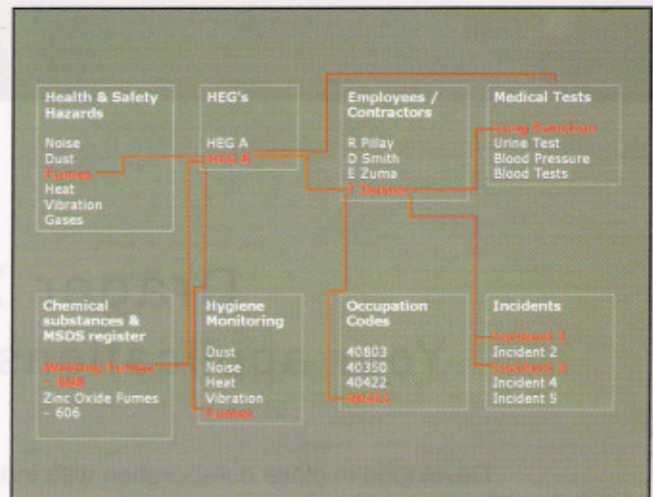 Health & Safety
Hazards
Noise
Dust
Fumes
Heat
Vibration
Gases
HEG's
HEG A
HEG B
Employees /
Contractors
R Pillay
D Smith
E Zuma
T Davies
Medical Tests
Lung Function
Urine Test
Blood Pressure
Blood Tests
Chemical
substances &
MSDS register
Welding Fumes
- 606
Zinc Oxide Fumes
- 606
Hygiene
Monitoring
Dust
Noise
Heat
Vibration
Fumes
Occupation
Codes
40803
40350
40422
Incidents
Incident 1
Incident 2
Incident 3
Incident 4
Incident 5